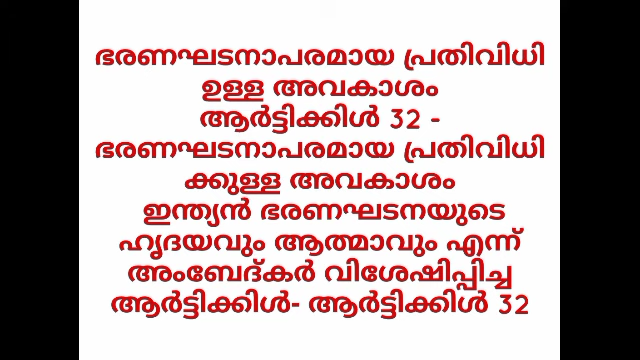 ഭരണഘടനാപരമായ പ്രതിവിധി
ഉള്ള അവകാശം
ആർട്ടിക്കിൾ 32 -
ഭരണഘടനാപരമായ പ്രതിവിധി
ക്കുള്ള അവകാശം
ഇന്ത്യൻ ഭരണഘടനയുടെ
ഹൃദയവും ആത്മാവും എന്ന്
അംബേദ്കർ വിശേഷിപ്പിച്ച
ആർട്ടിക്കിൾ- ആർട്ടിക്കിൾ 32